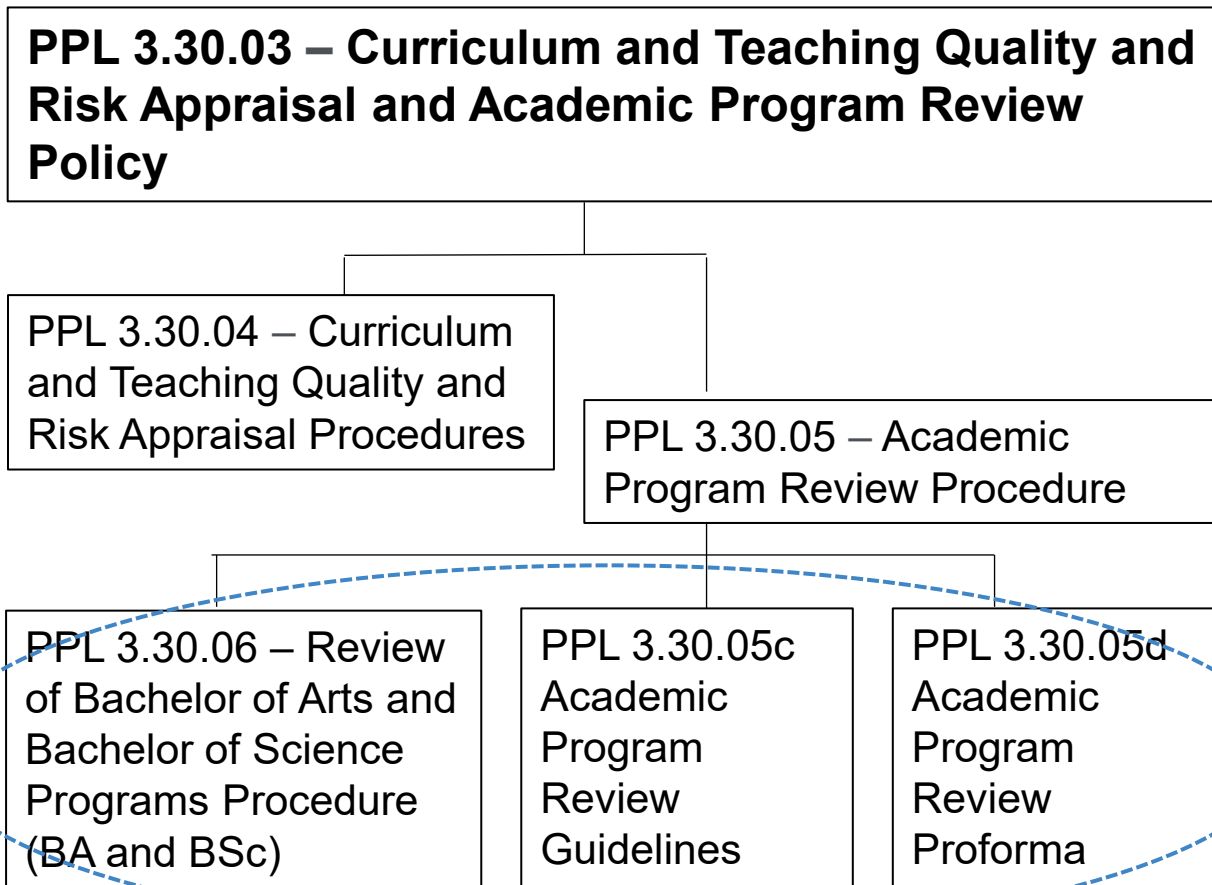 PPL 3.30.03 – Curriculum and Teaching Quality and
Risk Appraisal and Academic Program Review
Policy
PPL 3.30.04 – Curriculum
and Teaching Quality and
Risk Appraisal Procedures
PPL 3.30.05 – Academic
Program Review Procedure
PPL 3.30.06 – Review
of Bachelor of Arts and
Bachelor of Science
Programs Procedure
(BA and BSc)
PPL 3.30.05c
Academic
Program
Review
Guidelines
PPL 3.30.05d
Academic
Program
Review
Proforma